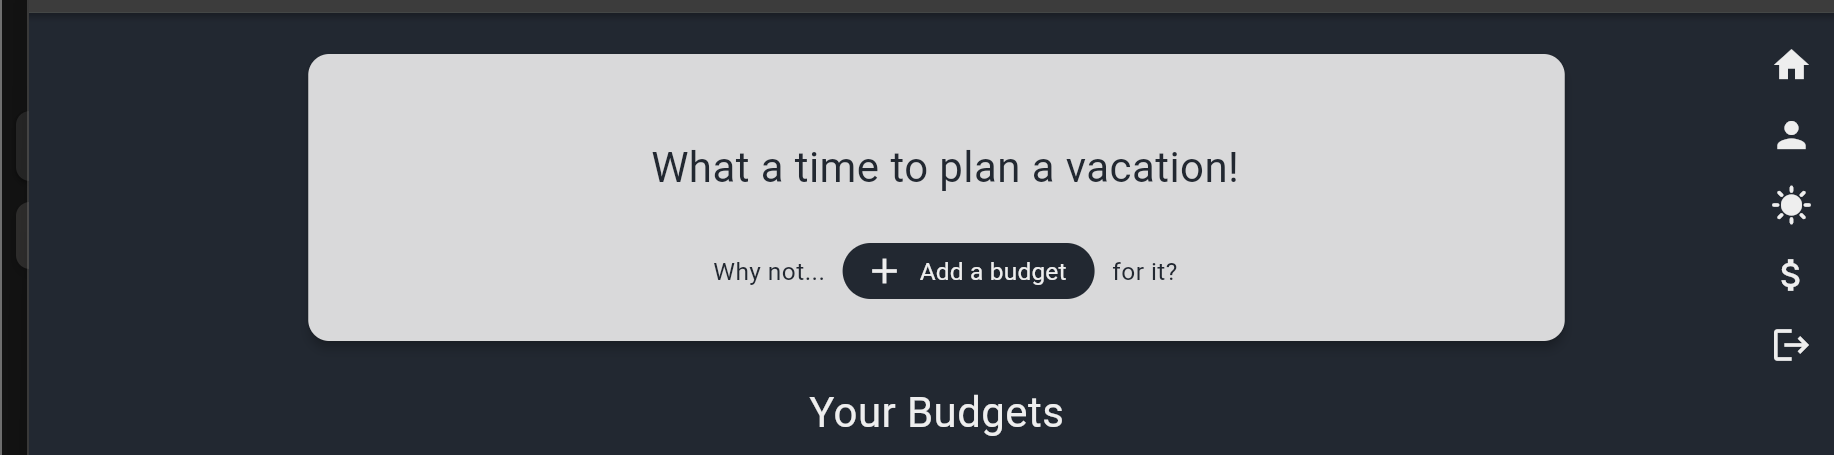 What a time to plan a vacation!
Why not... Add a budget for it?
Your Budgets